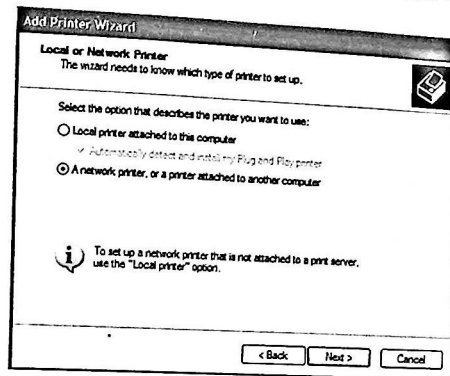 Add Printer Wizard
Local or Network Printer
The wizard needs to know which type of printer to set up.
Select the option that describes the printer you want to use:
Local printer attached to this computer
Automatically detect and install my Plug and Play printer
A network printer, or a printer attached to another computer
To set up a network printer that is not attached to a print server,
use the "Local printer" option.
< Back Next > Cancel